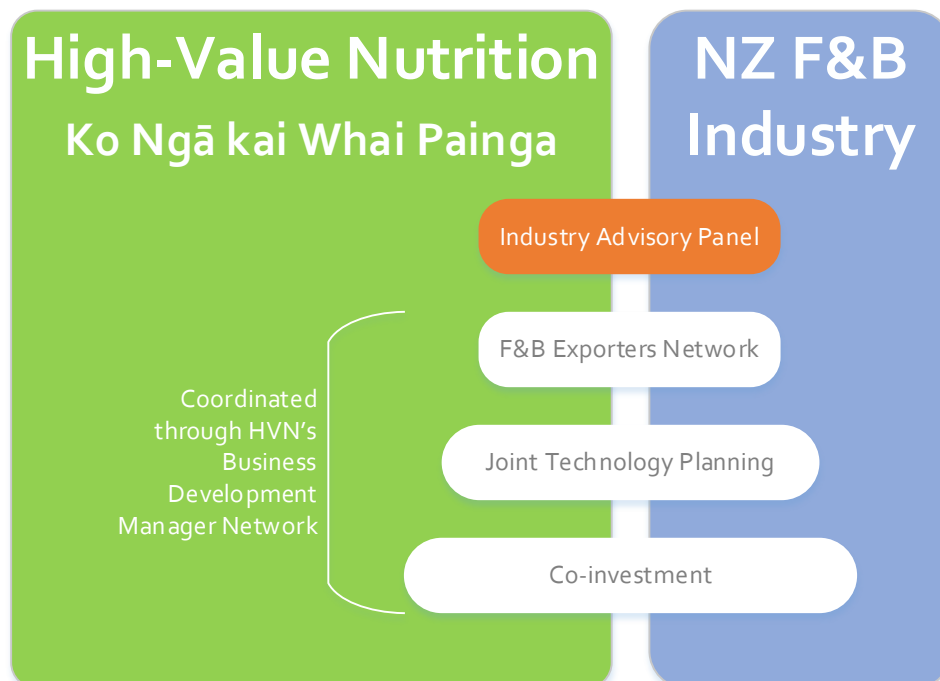 High-Value Nutrition
Ko Ngā kai Whai Painga
NZ F&B
Industry
Industry Advisory Panel
F&B Exporters Network
Coordinated
through HVN's
Business
Development
Manager Network
Joint Technology Planning
Co-investment